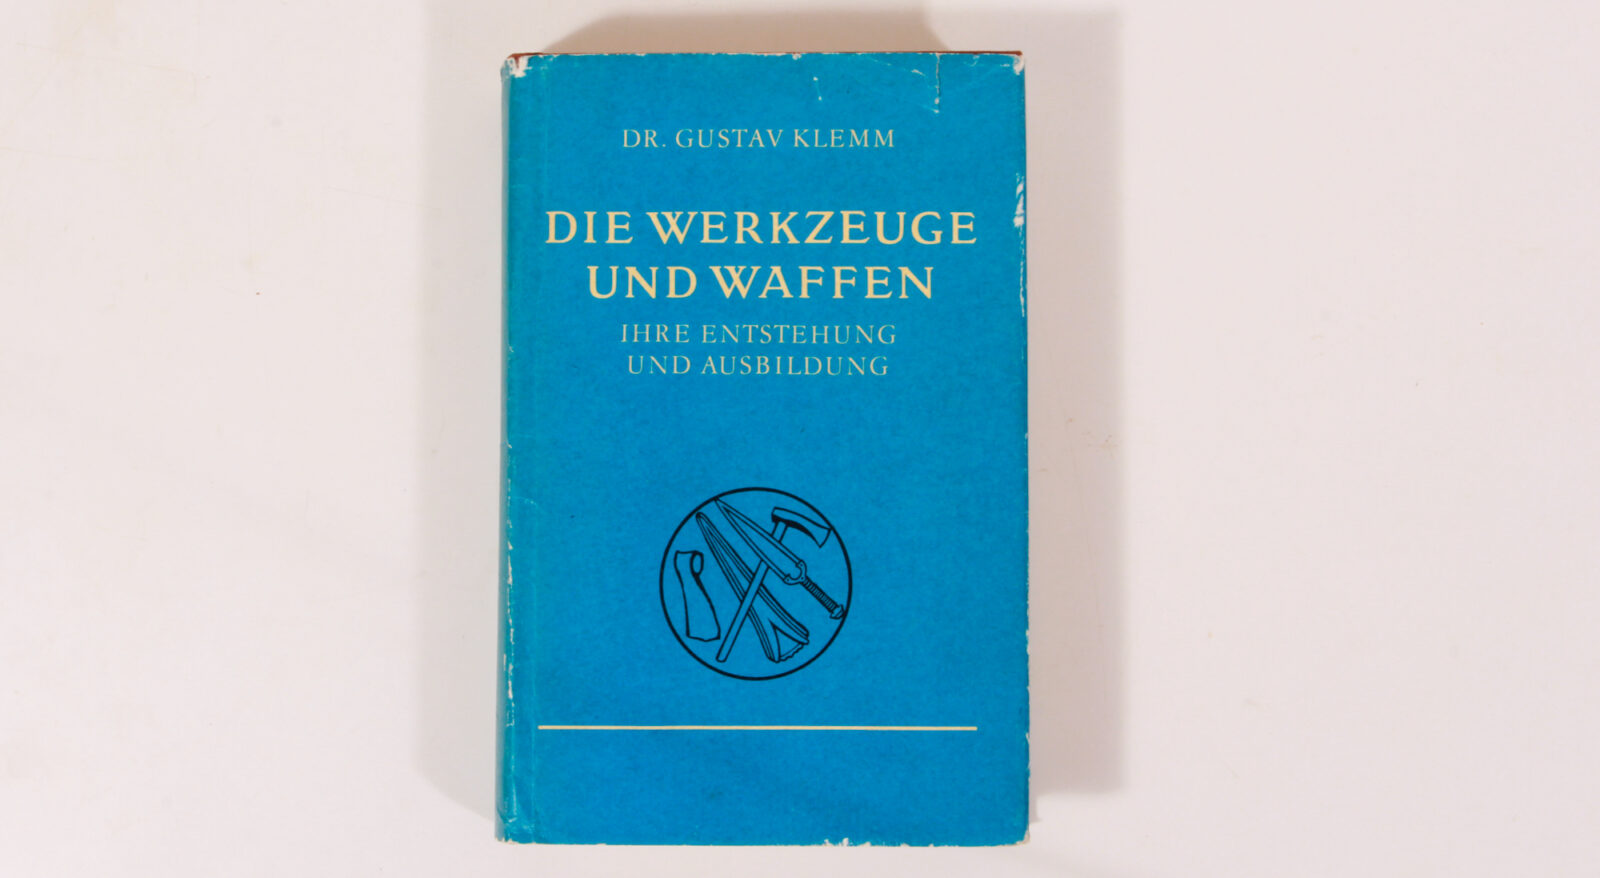 DR. GUSTAV KLEMM
DIE WERKZEUGE
UND WAFFEN
IHRE ENTSTEHUNG
UND AUSBILDUNG